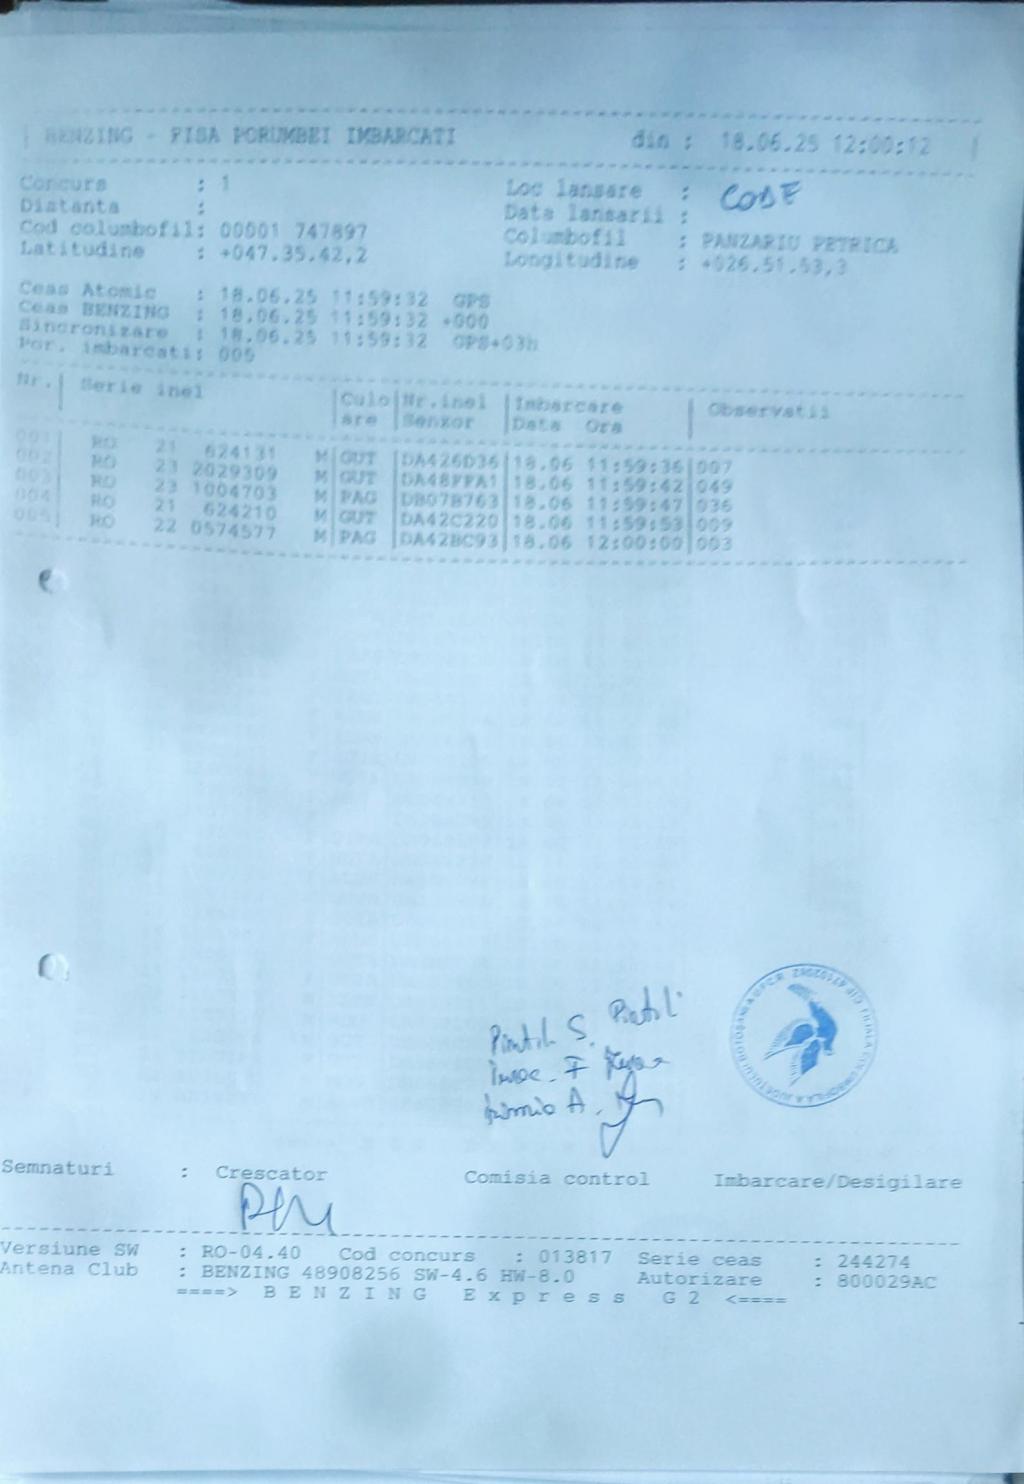 BENZING - FISA PORUMBEI IMBARCATI din : 18.06.25 12:00:12
Concurs : 1 Loc lansare : CODE
Distanta : Data lansarii :
Cod columbofil: 00001 747897 Columbofil : PANZARIU PETRICA
Latitudine : +047.35.42,2 Longitudine : +026.51.53,3
Ceas Atomic : 18.06.25 11:59:32 GPS
Ceas BENZING : 18.06.25 11:59:32 +000
Sincronizare : 18.06.25 11:59:32 GPS+03h
Por. imbarcati: 005
Nr.| Serie inel |Culo|Nr.inel |Imbarcare | Observatii
|are |Senzor |Data Ora |
001| RO 21 624131 M|GUT |DA426D36|18.06 11:59:36|007
002| RO 23 2029309 M|GUT |DA48FFA1|18.06 11:59:42|049
003| RO 23 1004703 M|PAG |DB07B763|18.06 11:59:47|036
004| RO 21 624210 M|GUT |DA42C220|18.06 11:59:53|009
005| RO 22 0574577 M|PAG |DA42BC93|18.06 12:00:00|003
S.
F
A.
Semnaturi : Crescator Comisia control Imbarcare/Desigilare
Versiune SW : RO-04.40 Cod concurs : 013817 Serie ceas : 244274
Antena Club : BENZING 48908256 SW-4.6 HW-8.0 Autorizare : 800029AC
====> B E N Z I N G E x p r e s s G 2 <====